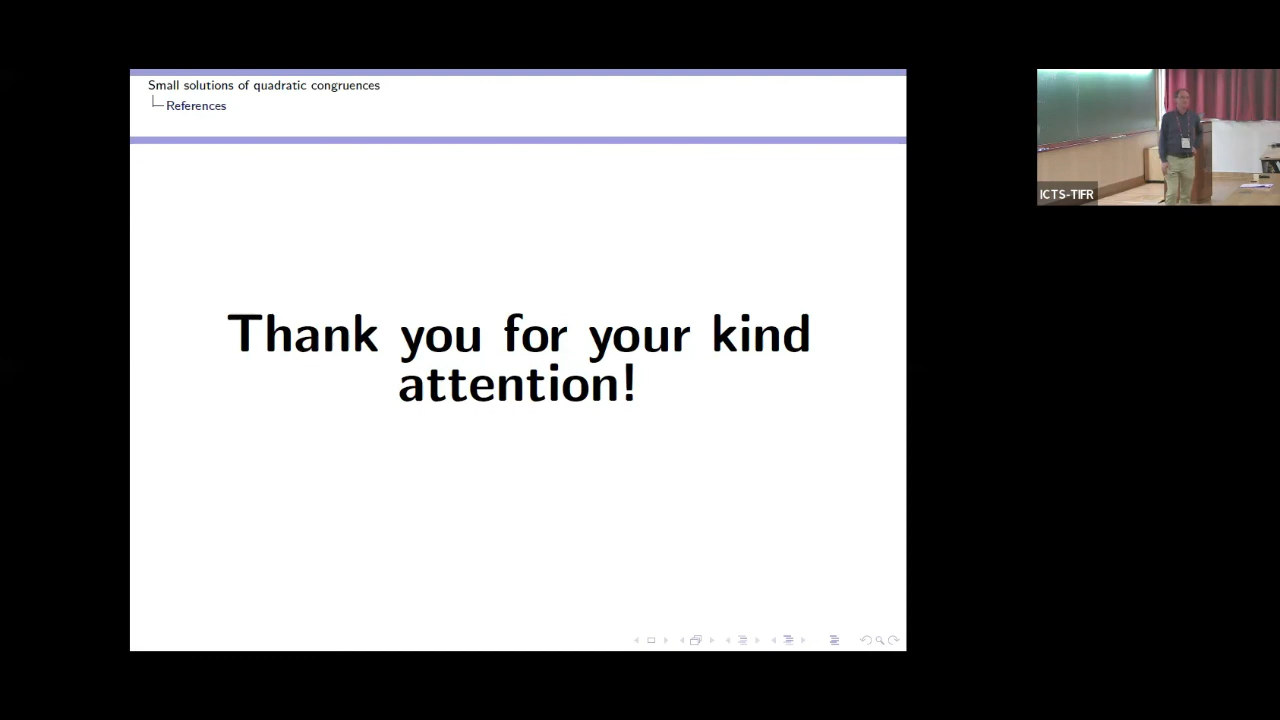 Small solutions of quadratic congruences
References
Thank you for your kind
attention!
ICTS-TIFR